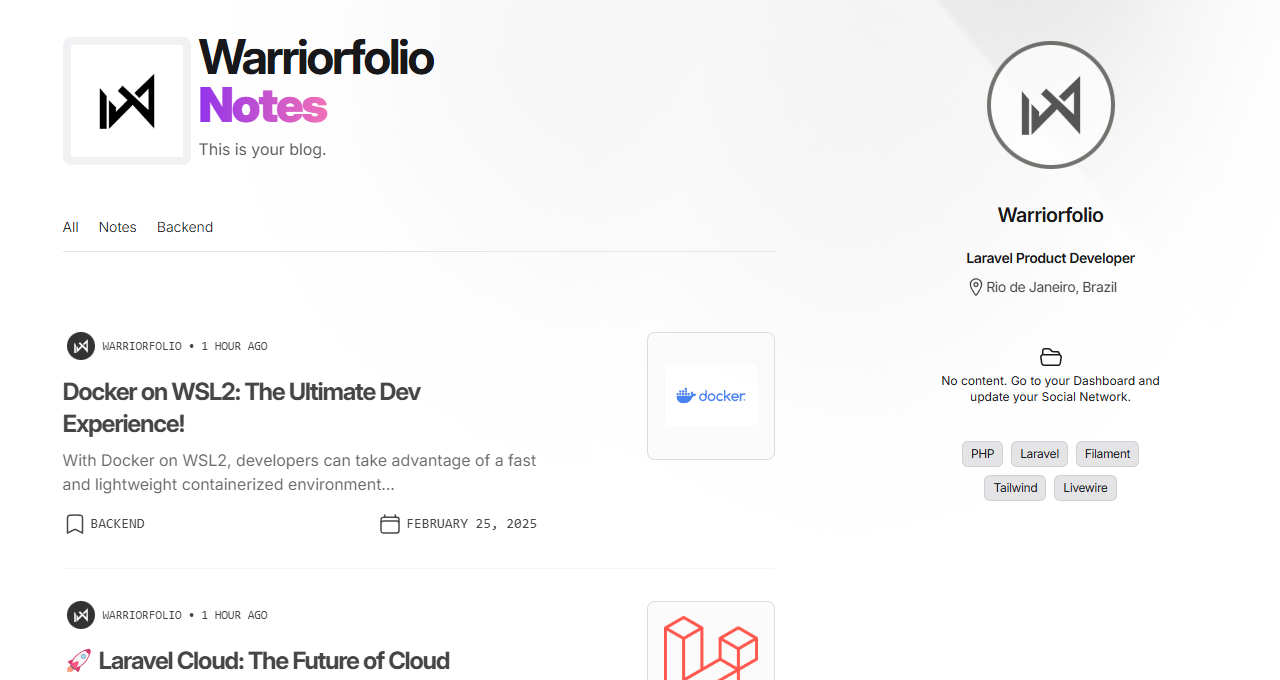 Warriorfolio
Notes
This is your blog.
All Notes Backend
WARRIORFOLIO • 1 HOUR AGO
Docker on WSL2: The Ultimate Dev
Experience!
With Docker on WSL2, developers can take advantage of a fast
and lightweight containerized environment...
BACKEND FEBRUARY 25, 2025
docker
WARRIORFOLIO • 1 HOUR AGO
🚀 Laravel Cloud: The Future of Cloud
Warriorfolio
Laravel Product Developer
Rio de Janeiro, Brazil
No content. Go to your Dashboard and
update your Social Network.
PHP Laravel Filament
Tailwind Livewire